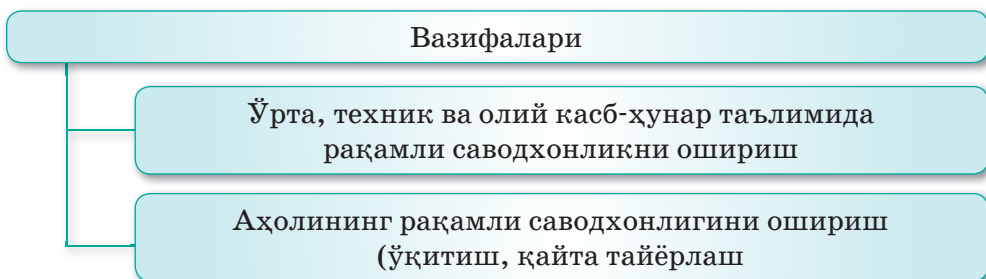 Вазифалари
Ўрта, техник ва олий касб-ҳунар таълимида
рақамли саводхонликни ошириш
Аҳолининг рақамли саводхонлигини ошириш
(ўқитиш, қайта тайёрлаш